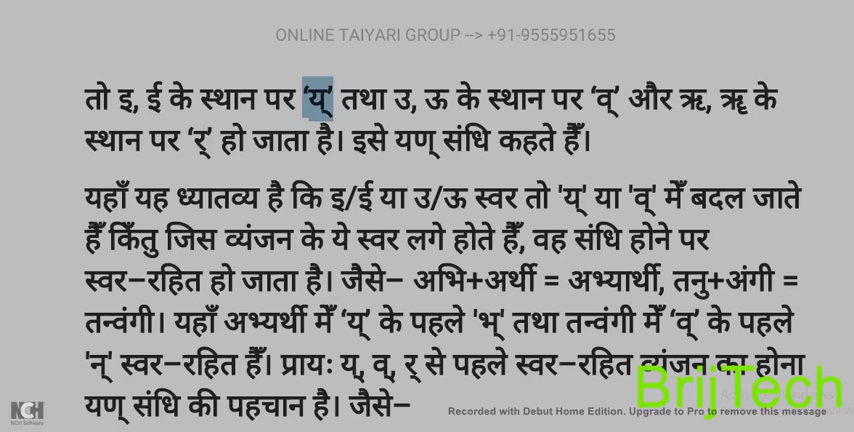 ONLINE TAIYARI GROUP --> +91-9555951655
तो इ, ई के स्थान पर ‘य्’ तथा उ, ऊ के स्थान पर ‘व्’ और ऋ, ॠ के
स्थान पर ‘र्’ हो जाता है। इसे यण् संधि कहते हैँ।
यहाँ यह ध्यातव्य है कि इ/ई या उ/ऊ स्वर तो 'य्' या 'व्' मेँ बदल जाते
हैँ किँतु जिस व्यंजन के ये स्वर लगे होते हैँ, वह संधि होने पर
स्वर–रहित हो जाता है। जैसे– अभि+अर्थी = अभ्यार्थी, तनु+अंगी =
तन्वंगी। यहाँ अभ्यर्थी मेँ ‘य्’ के पहले 'भ्' तथा तन्वंगी मेँ ‘व्’ के पहले
'न्' स्वर–रहित हैँ। प्रायः य्, व्, र् से पहले स्वर–रहित व्यंजन का होना
यण् संधि की पहचान है। जैसे–
BrijTech
NCH
NCH Software
Recorded with Debut Home Edition. Upgrade to Pro to remove this message